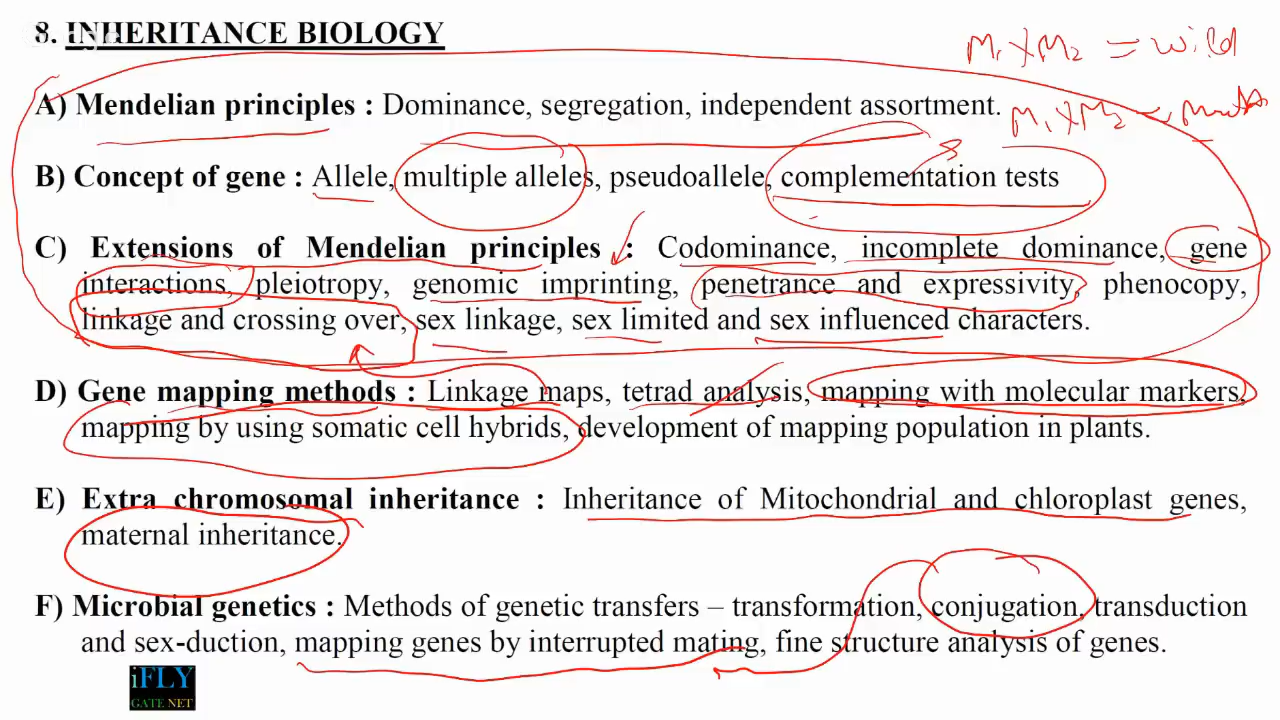 8. INHERITANCE BIOLOGY
M1 X M2 = wild
A) Mendelian principles : Dominance, segregation, independent assortment.
M1 X M2
B) Concept of gene : Allele, multiple alleles, pseudoallele, complementation tests
C) Extensions of Mendelian principles : Codominance, incomplete dominance, gene
interactions, pleiotropy, genomic imprinting, penetrance and expressivity, phenocopy,
linkage and crossing over, sex linkage, sex limited and sex influenced characters.
D) Gene mapping methods : Linkage maps, tetrad analysis, mapping with molecular markers,
mapping by using somatic cell hybrids, development of mapping population in plants.
E) Extra chromosomal inheritance : Inheritance of Mitochondrial and chloroplast genes,
maternal inheritance.
F) Microbial genetics : Methods of genetic transfers – transformation, conjugation, transduction
and sex-duction, mapping genes by interrupted mating, fine structure analysis of genes.
iFLY
GATE NET